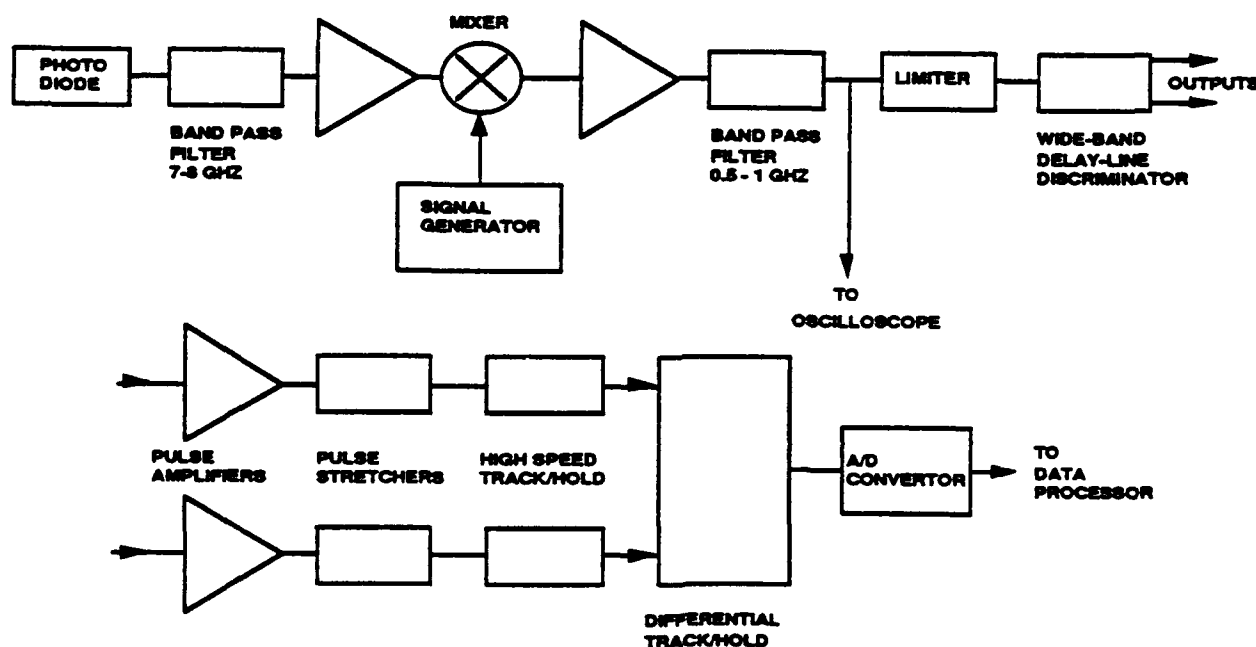 MIXER
PHOTO
DIODE
LIMITER
OUTPUTS
BAND PASS
FILTER
7-8 GHZ
BAND PASS
FILTER
0.5 - 1 GHZ
WIDE-BAND
DELAY-LINE
DISCRIMINATOR
SIGNAL
GENERATOR
TO
OSCILLOSCOPE
PULSE
AMPLIFIERS
PULSE
STRETCHERS
HIGH SPEED
TRACK/HOLD
A/D
CONVERTOR
TO
DATA
PROCESSOR
DIFFERENTIAL
TRACK/HOLD